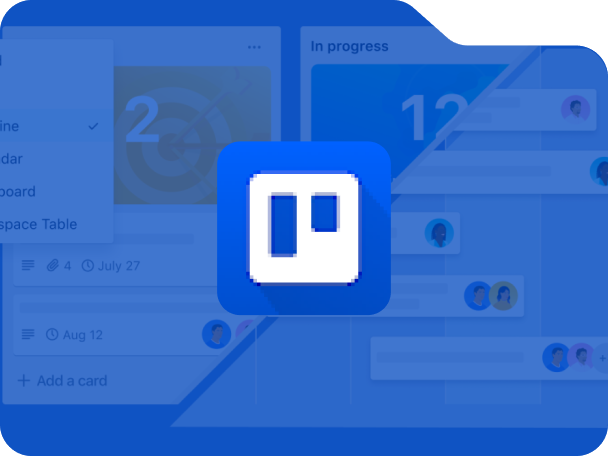 In progress
2
12
ine
dar
board
space Table
4
July 27
Aug 12
+ Add a card